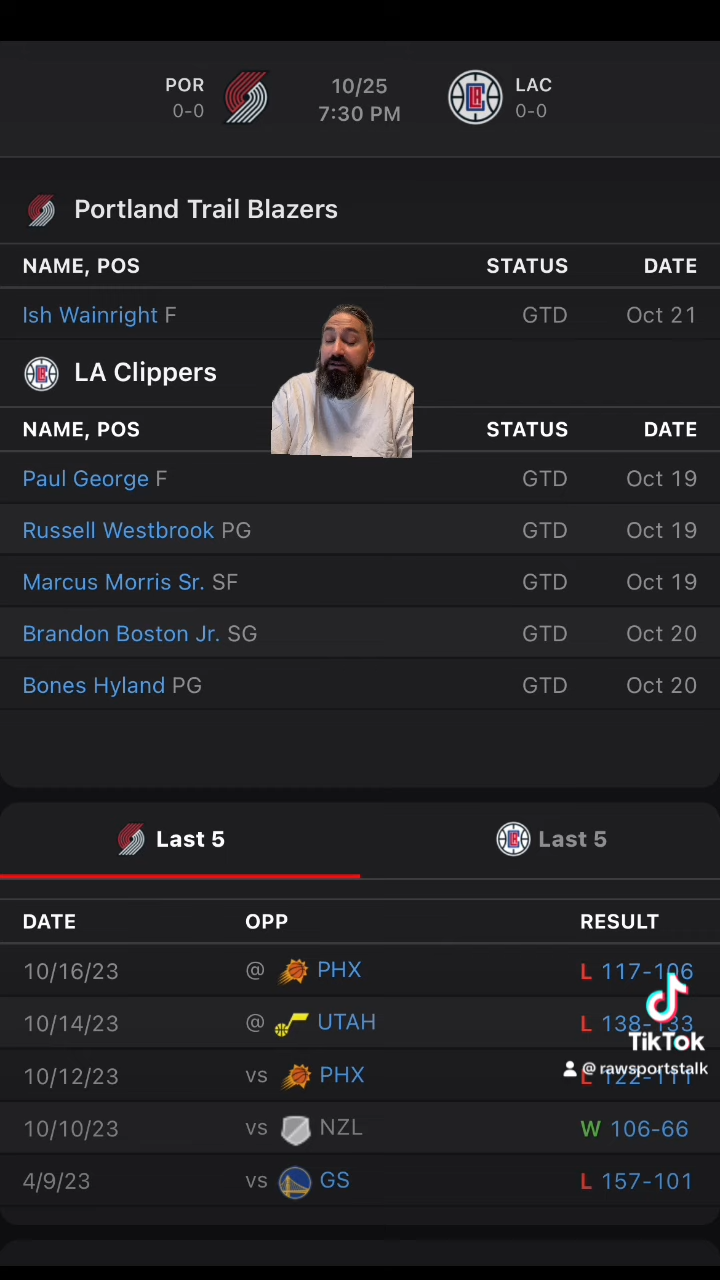 POR 10/25 LAC
0-0 7:30 PM 0-0
Portland Trail Blazers
NAME, POS STATUS DATE
Ish Wainright F GTD Oct 21
LA Clippers
NAME, POS STATUS DATE
Paul George F GTD Oct 19
Russell Westbrook PG GTD Oct 19
Marcus Morris Sr. SF GTD Oct 19
Brandon Boston Jr. SG GTD Oct 20
Bones Hyland PG GTD Oct 20
Last 5 Last 5
DATE OPP RESULT
10/16/23 @ PHX L 117-106
10/14/23 @ UTAH L 138-133
TikTok
@rawsportstalk
10/12/23 vs PHX L 122-111
10/10/23 vs NZL W 106-66
4/9/23 vs GS L 157-101